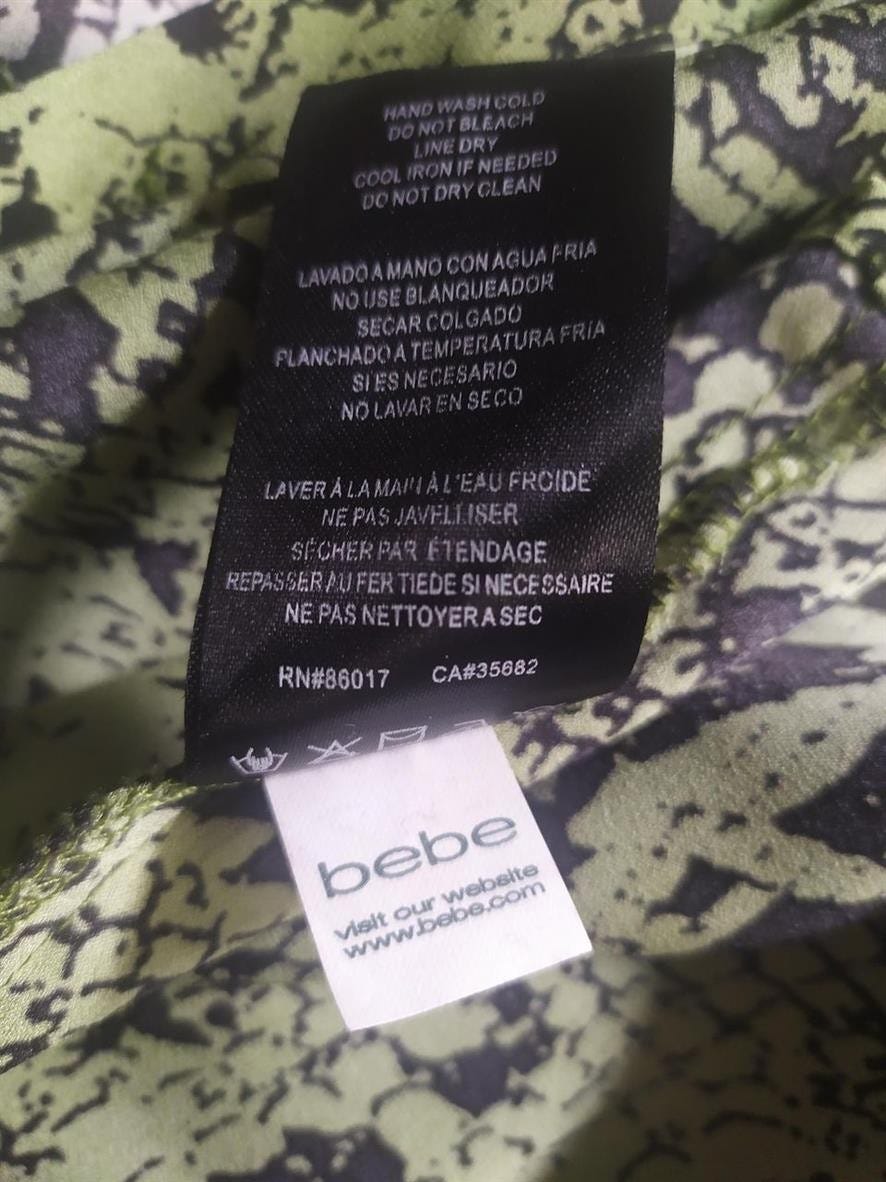 HAND WASH COLD
DO NOT BLEACH
LINE DRY
COOL IRON IF NEEDED
DO NOT DRY CLEAN
LAVADO A MANO CON AGUA FRIA
NO USE BLANQUEADOR
SECAR COLGADO
PLANCHADO A TEMPERATURA FRIA
SI ES NECESARIO
NO LAVAR EN SECO
LAVER À LA MAIN À L'EAU FROIDE
NE PAS JAVELLISER
SÉCHER PAR ÉTENDAGE
REPASSER AU FER TIEDE SI NECESSAIRE
NE PAS NETTOYER A SEC
RN#86017 CA#35682
bebe
visit our website
www.bebe.com